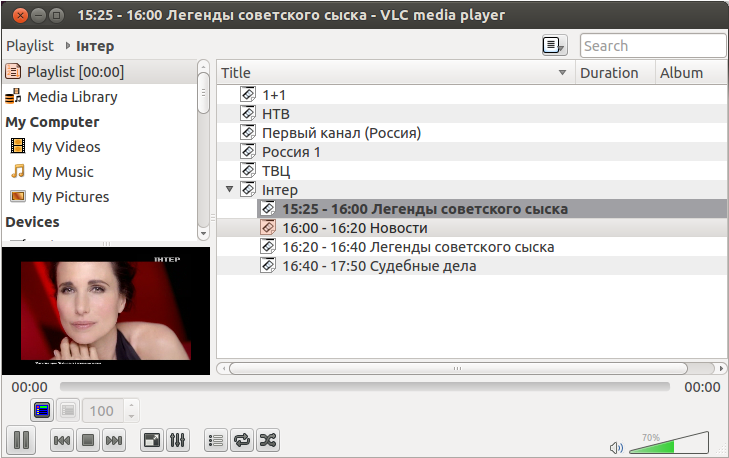 15:25 - 16:00 Легенды советского сыска - VLC media player
Playlist Інтер
Search
Playlist [00:00]
Media Library
My Computer
My Videos
My Music
My Pictures
Devices
Title Duration Album
1+1
НТВ
Первый канал (Россия)
Россия 1
ТВЦ
Інтер
15:25 - 16:00 Легенды советского сыска
16:00 - 16:20 Новости
16:20 - 16:40 Легенды советского сыска
16:40 - 17:50 Судебные дела
ІНТЕР
00:00 00:00
100
70%